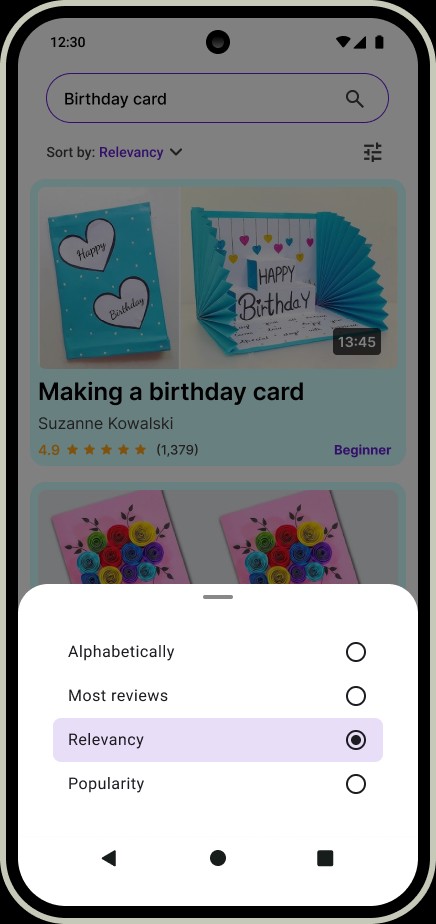 12:30
Birthday card
Sort by: Relevancy
Happy
Birthday
HAPPY
BirthdaY
13:45
Making a birthday card
Suzanne Kowalski
4.9 ★ ★ ★ ★ ★ (1,379) Beginner
Alphabetically
Most reviews
Relevancy
Popularity